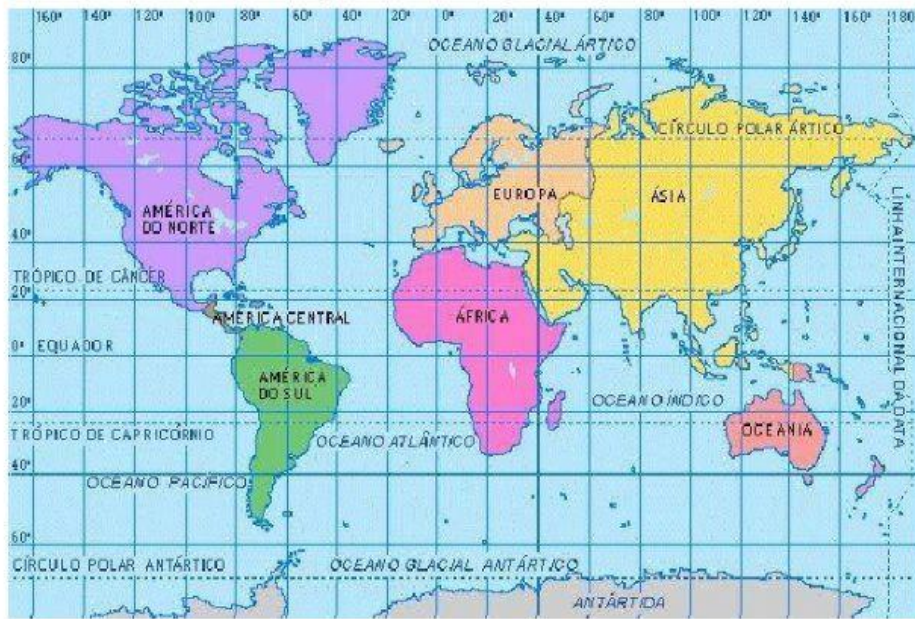 160° 140° 120° 100° 80° 60° 40° 20° 0° 20° 40° 60° 80° 100° 120° 140° 160° 180°
OCEANO GLACIAL ÁRTICO
80°
CÍRCULO POLAR ÁRTICO
60°
EUROPA
ÁSIA
AMÉRICA
DO NORTE
LINHA INTERNACIONAL DA DATA
40°
TRÓPICO DE CÂNCER
20°
AMÉRICA CENTRAL
ÁFRICA
0° EQUADOR
AMÉRICA
DO SUL
OCEANO ÍNDICO
20°
TRÓPICO DE CAPRICÓRNIO
OCEANO ATLÂNTICO
OCEANIA
40°
OCEANO PACÍFICO
60°
CÍRCULO POLAR ANTÁRTICO
OCEANO GLACIAL ANTÁRTICO
ANTÁRTIDA